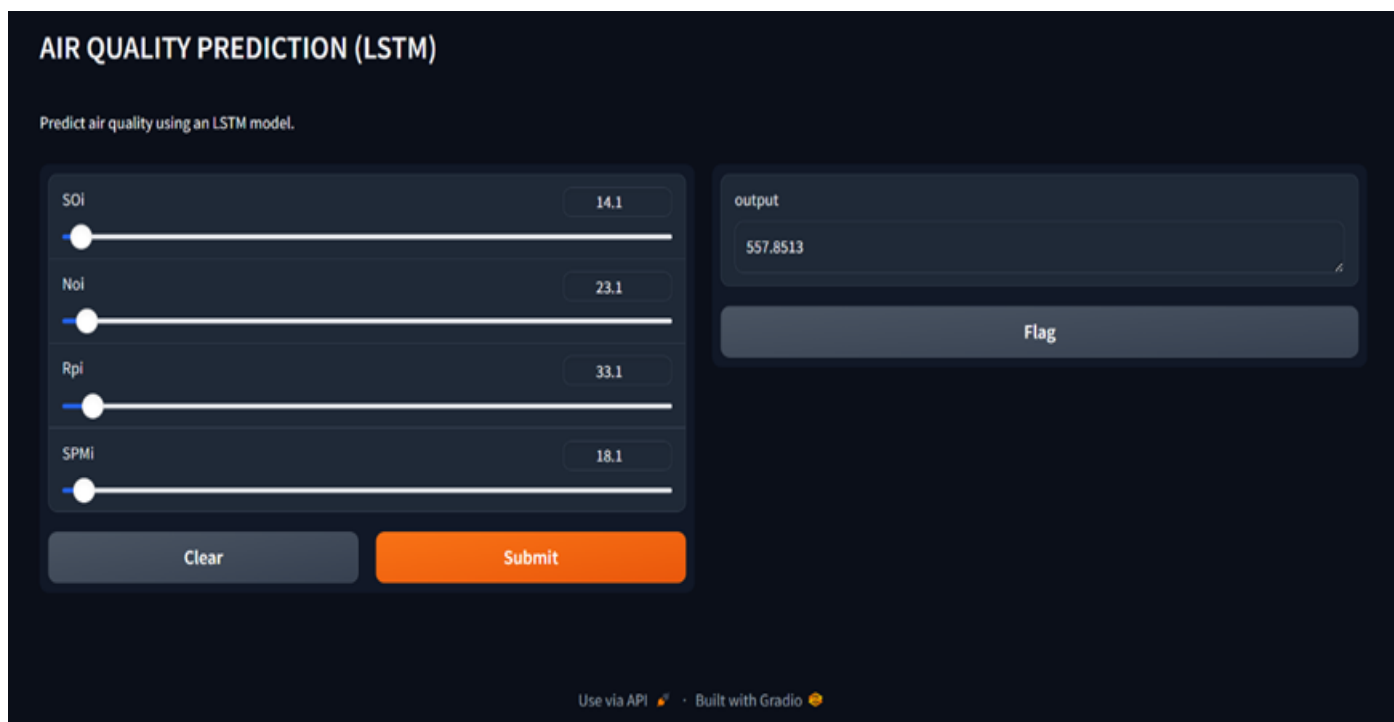 AIR QUALITY PREDICTION (LSTM)
Predict air quality using an LSTM model.
SOi
14.1
Noi
23.1
Rpi
33.1
SPMi
18.1
Clear
Submit
output
557.8513
Flag
Use via API · Built with Gradio